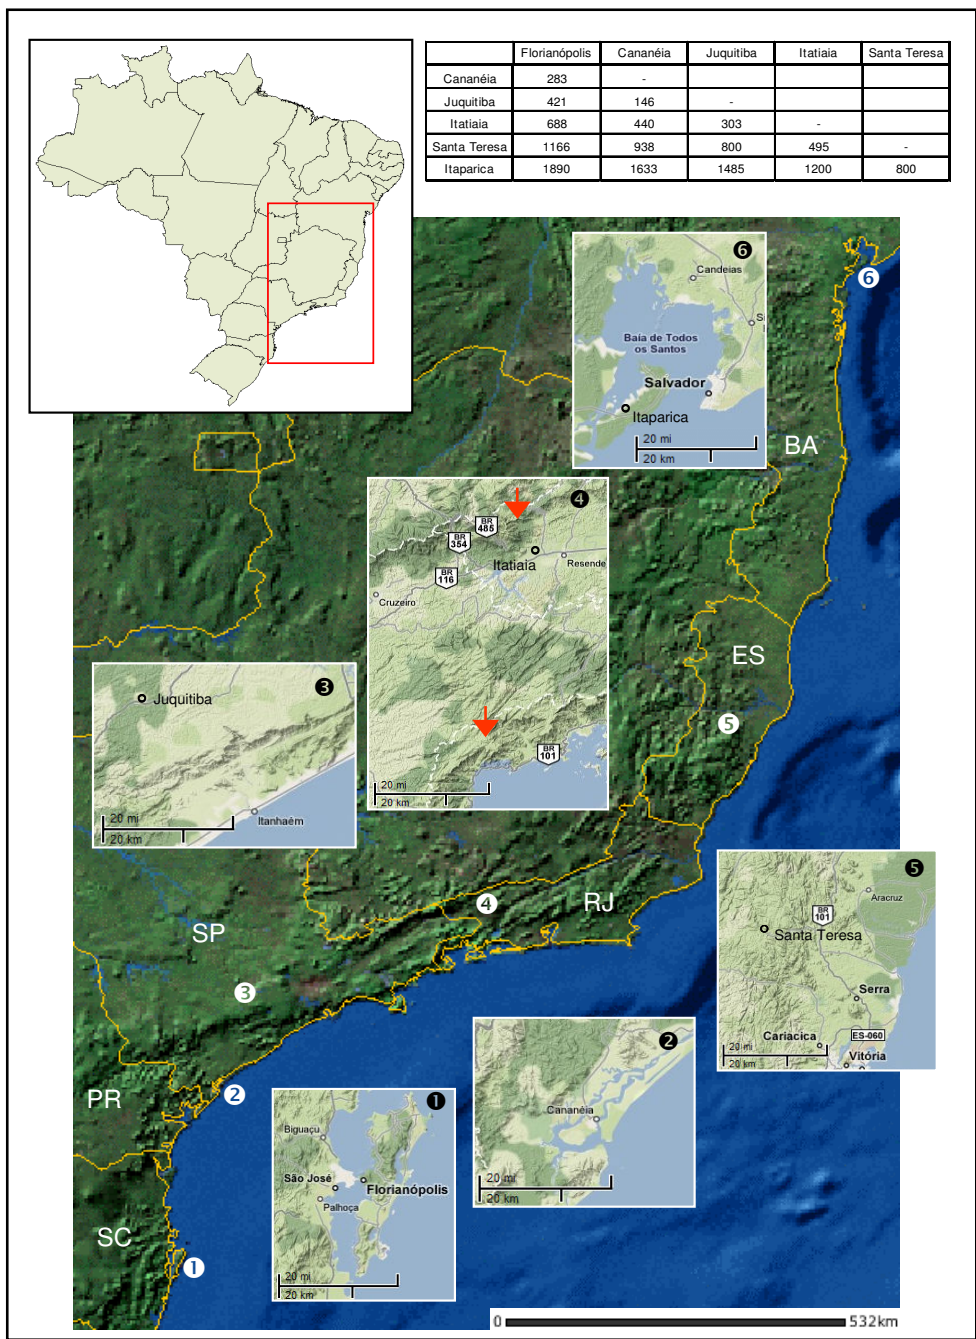 Florianópolis Cananéia Juquitiba Itatiaia Santa Teresa
Cananéia 283 -
Juquitiba 421 146 -
Itatiaia 688 440 303 -
Santa Teresa 1166 938 800 495 -
Itaparica 1890 1633 1485 1200 800
6
Candeias
Baía de Todos
os Santos
Salvador
Itaparica
20 mi
20 km
6
BA
4
BR
485
BR
354
BR
116
Itatiaia
Resende
Cruzeiro
BR
101
20 mi
20 km
ES
5
3
Juquitiba
Itanhaém
20 mi
20 km
4
RJ
SP
3
5
Aracruz
BR
101
Santa Teresa
Serra
Cariacica
ES-060
Vitória
20 mi
20 km
2
Cananéia
20 mi
20 km
PR
2
1
Biguaçu
São José
Florianópolis
Palhoça
20 mi
20 km
SC
1
0 532km